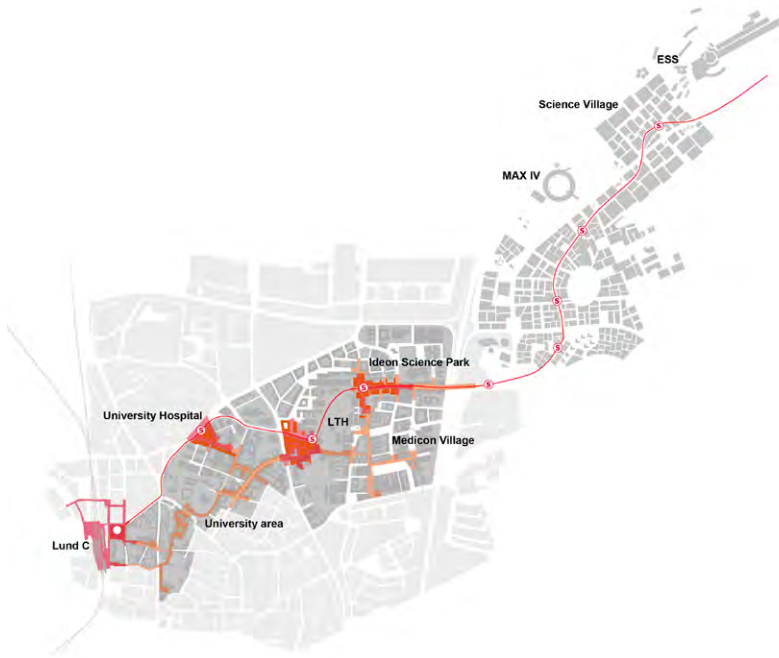 ESS
Science Village
MAX IV
S
S
S
S
Ideon Science Park
S
S
University Hospital
S
LTH
S
Medicon Village
University area
Lund C